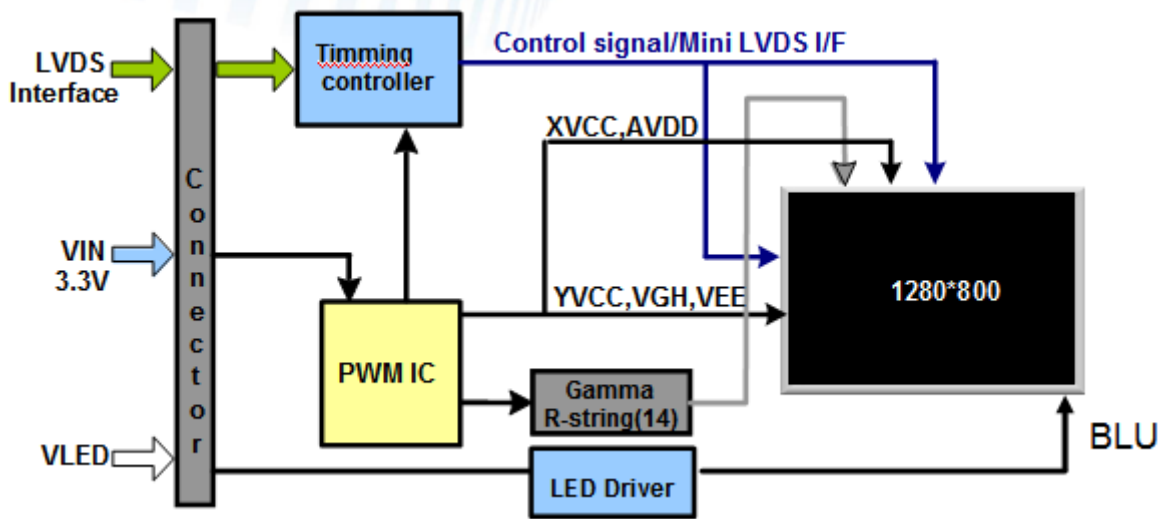 LVDS
Interface
Timming
controller
Control signal/Mini LVDS I/F
XVCC,AVDD
Connector
VIN
3.3V
1280*800
YVCC,VGH,VEE
PWM IC
Gamma
R-string(14)
BLU
VLED
LED Driver